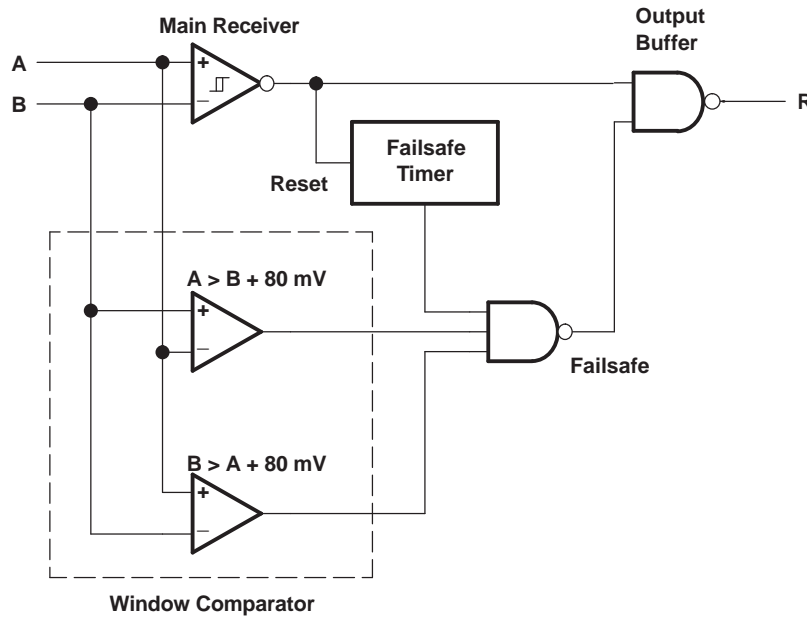 Output
Buffer
Main Receiver
A
+
_
B
R
Failsafe
Timer
Reset
A > B + 80 mV
+
_
Failsafe
B > A + 80 mV
+
_
Window Comparator